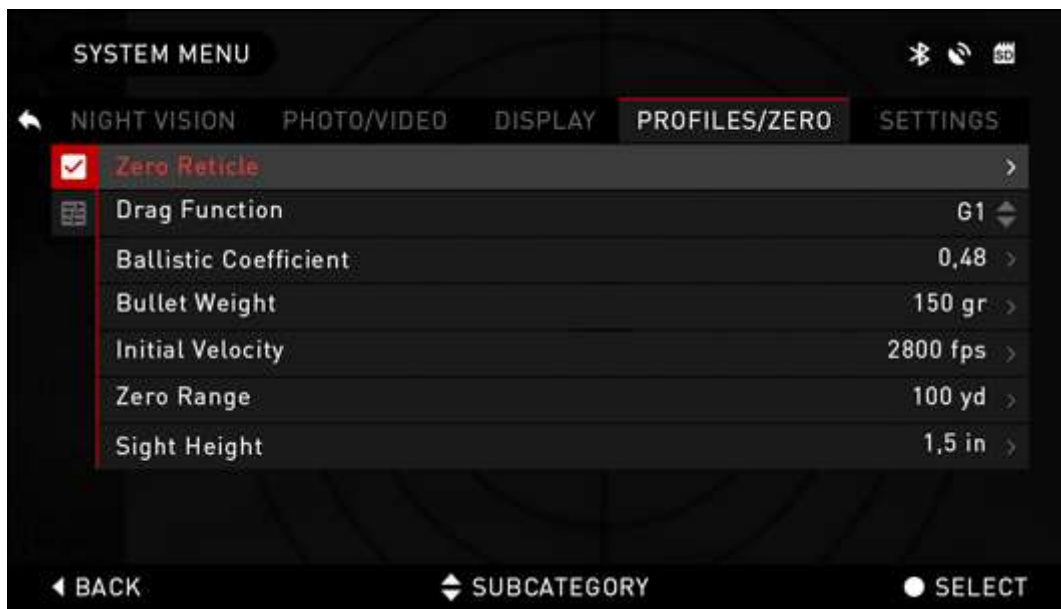 SYSTEM MENU
SD
NIGHT VISION PHOTO/VIDEO DISPLAY PROFILES/ZERO SETTINGS
Zero Reticle
Drag Function G1
Ballistic Coefficient 0,48
Bullet Weight 150 gr
Initial Velocity 2800 fps
Zero Range 100 yd
Sight Height 1,5 in
BACK SUBCATEGORY SELECT